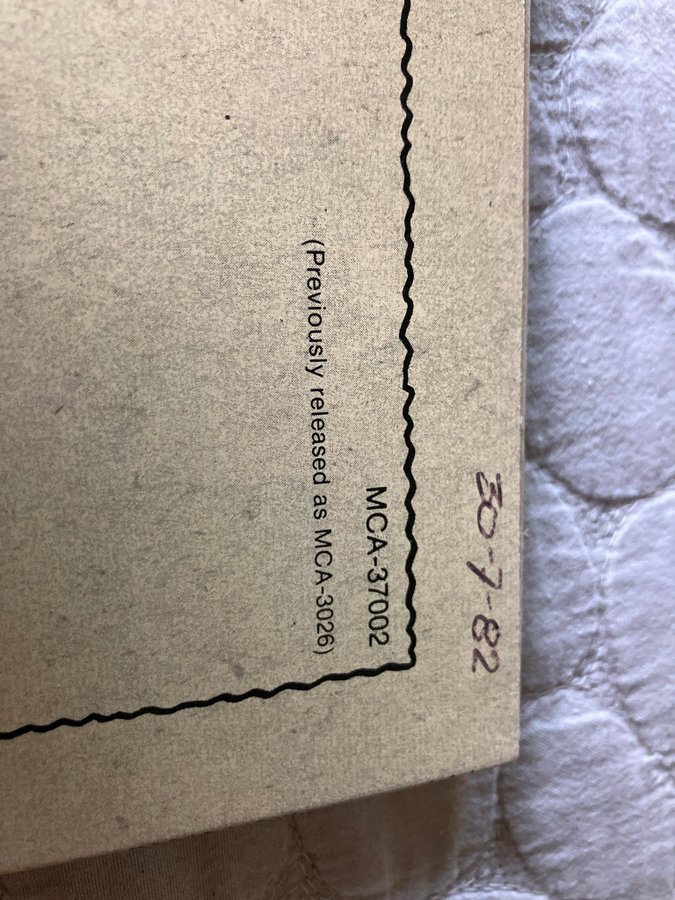 MCA-37002
(Previously released as MCA-3026)
30-7-82